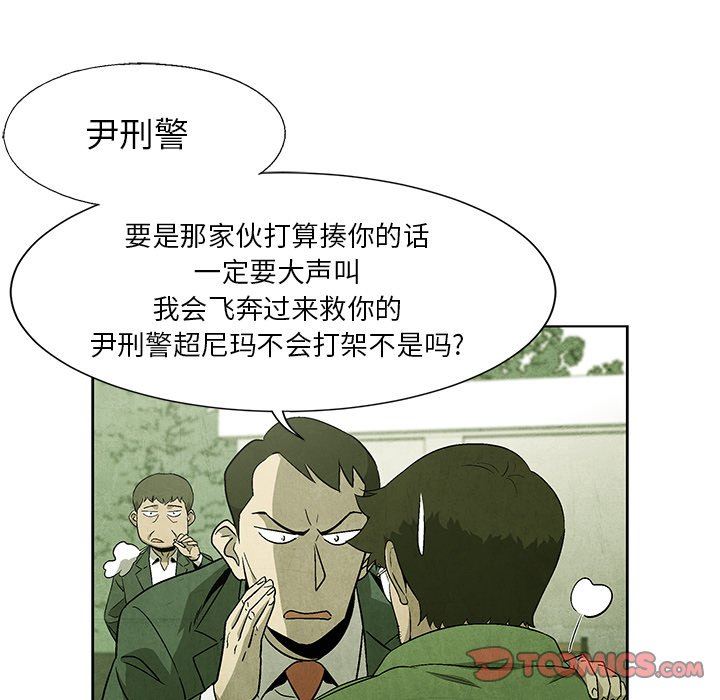 尹刑警
要是那家伙打算揍你的话
一定要大声叫
我会飞奔过来救你的
尹刑警超尼玛不会打架不是吗?
TOOMICS.COM